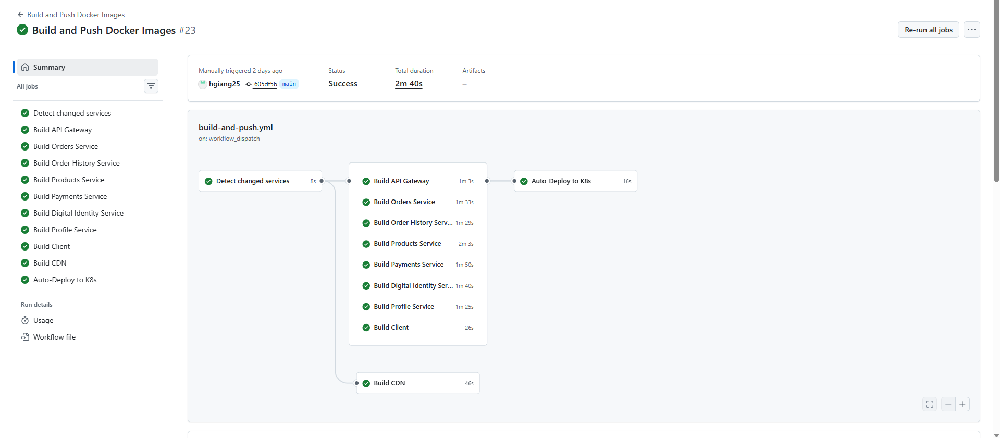 Build and Push Docker Images
Build and Push Docker Images #23
Re-run all jobs
Summary
All jobs
Detect changed services
Build API Gateway
Build Orders Service
Build Order History Service
Build Products Service
Build Payments Service
Build Digital Identity Service
Build Profile Service
Build Client
Build CDN
Auto-Deploy to K8s
Run details
Usage
Workflow file
Manually triggered 2 days ago
hgiang25 605df5b main
Status
Success
Total duration
2m 40s
Artifacts
–
build-and-push.yml
on: workflow_dispatch
Detect changed services 8s
Build API Gateway 1m 3s
Build Orders Service 1m 33s
Build Order History Serv... 1m 29s
Build Products Service 2m 3s
Build Payments Service 1m 50s
Build Digital Identity Ser... 1m 40s
Build Profile Service 1m 25s
Build Client 26s
Auto-Deploy to K8s 16s
Build CDN 46s